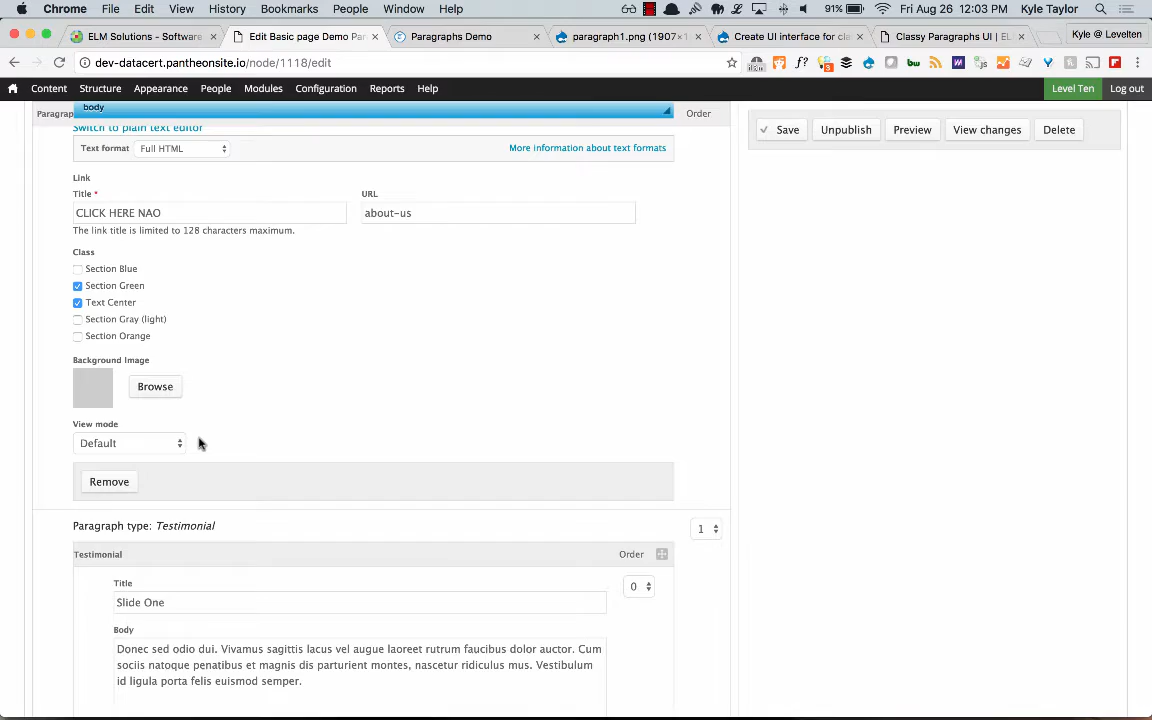 Chrome File Edit View History Bookmarks People Window Help 91% Fri Aug 26 12:03 PM Kyle Taylor
ELM Solutions - Software
Edit Basic page Demo Par
Paragraphs Demo
paragraph1.png (1907×1
Create UI interface for cla
Classy Paragraphs UI | EL
Kyle @ Levelten
dev-datacert.pantheonsite.io/node/1118/edit
Content Structure Appearance People Modules Configuration Reports Help Level Ten Log out
body
Paragrap
Order
Switch to plain text editor
Text format Full HTML
More information about text formats
Save Unpublish Preview View changes Delete
Link
Title * URL
CLICK HERE NAO about-us
The link title is limited to 128 characters maximum.
Class
Section Blue
Section Green
Text Center
Section Gray (light)
Section Orange
Background Image
Browse
View mode
Default
Remove
Paragraph type: Testimonial
1
Testimonial Order
Title
0
Slide One
Body
Donec sed odio dui. Vivamus sagittis lacus vel augue laoreet rutrum faucibus dolor auctor. Cum
sociis natoque penatibus et magnis dis parturient montes, nascetur ridiculus mus. Vestibulum
id ligula porta felis euismod semper.